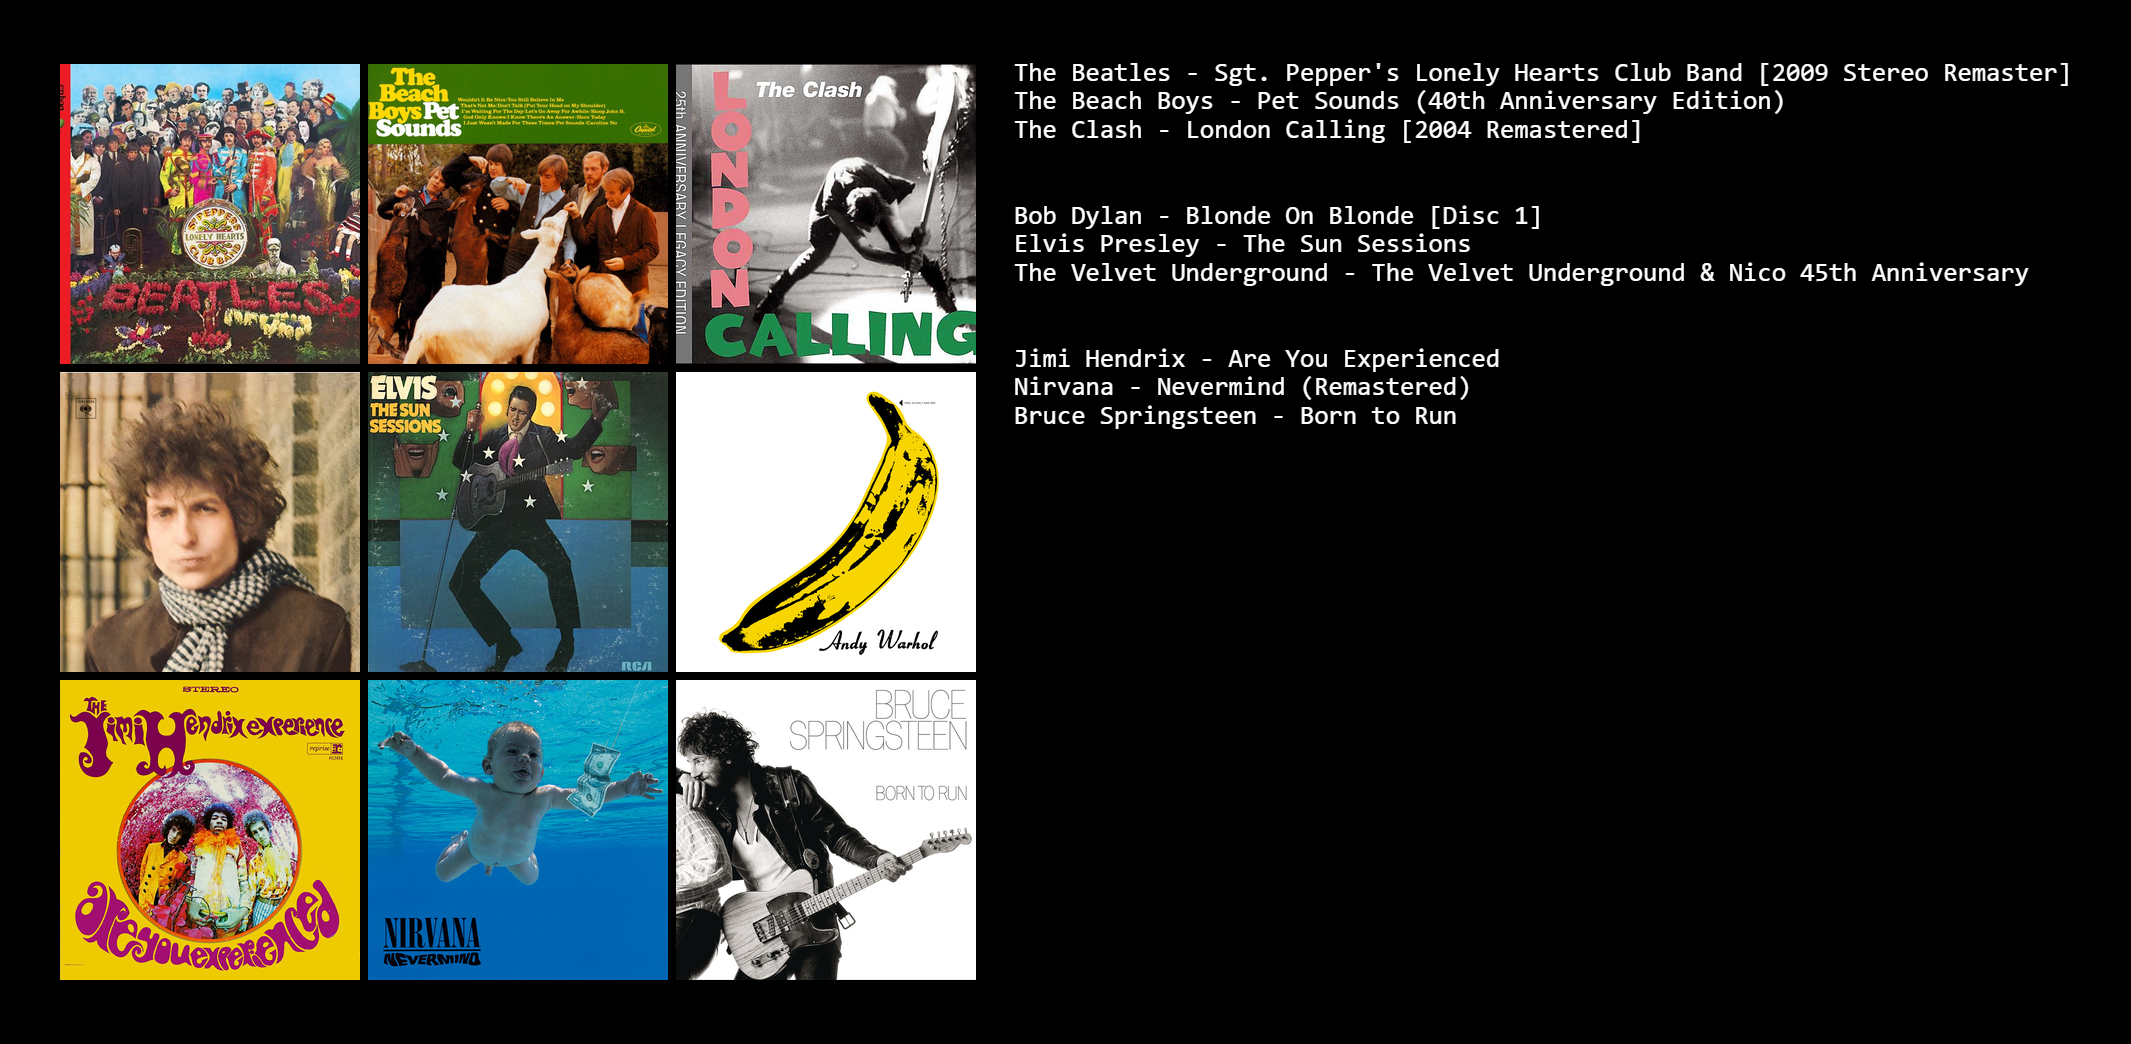 The Beatles - Sgt. Pepper's Lonely Hearts Club Band [2009 Stereo Remaster]
The Beach Boys - Pet Sounds (40th Anniversary Edition)
The Clash - London Calling [2004 Remastered]
Bob Dylan - Blonde On Blonde [Disc 1]
Elvis Presley - The Sun Sessions
The Velvet Underground - The Velvet Underground & Nico 45th Anniversary
Jimi Hendrix - Are You Experienced
Nirvana - Nevermind (Remastered)
Bruce Springsteen - Born to Run
LONELY HEARTS
CLUB BAND
BEATLES
The
Beach
Boys Pet
Sounds
Wouldn't It Be Nice/You Still Believe In Me
That's Not Me/Don't Talk (Put Your Head on My Shoulder)
I'm Waiting For The Day/Let's Go Away For Awhile/Sloop John B.
God Only Knows/I Know There's An Answer/Here Today
I Just Wasn't Made For These Times/Pet Sounds/Caroline No
Capitol
25th ANNIVERSARY LEGACY EDITION
The Clash
LONDON
CALLING
ELVIS
THE SUN
SESSIONS
RCA
Andy Warhol
STEREO
THE
Jimi Hendrix experience
reprise
6261
are you experienced
NIRVANA
NEVERMIND
BRUCE
SPRINGSTEEN
BORN TO RUN